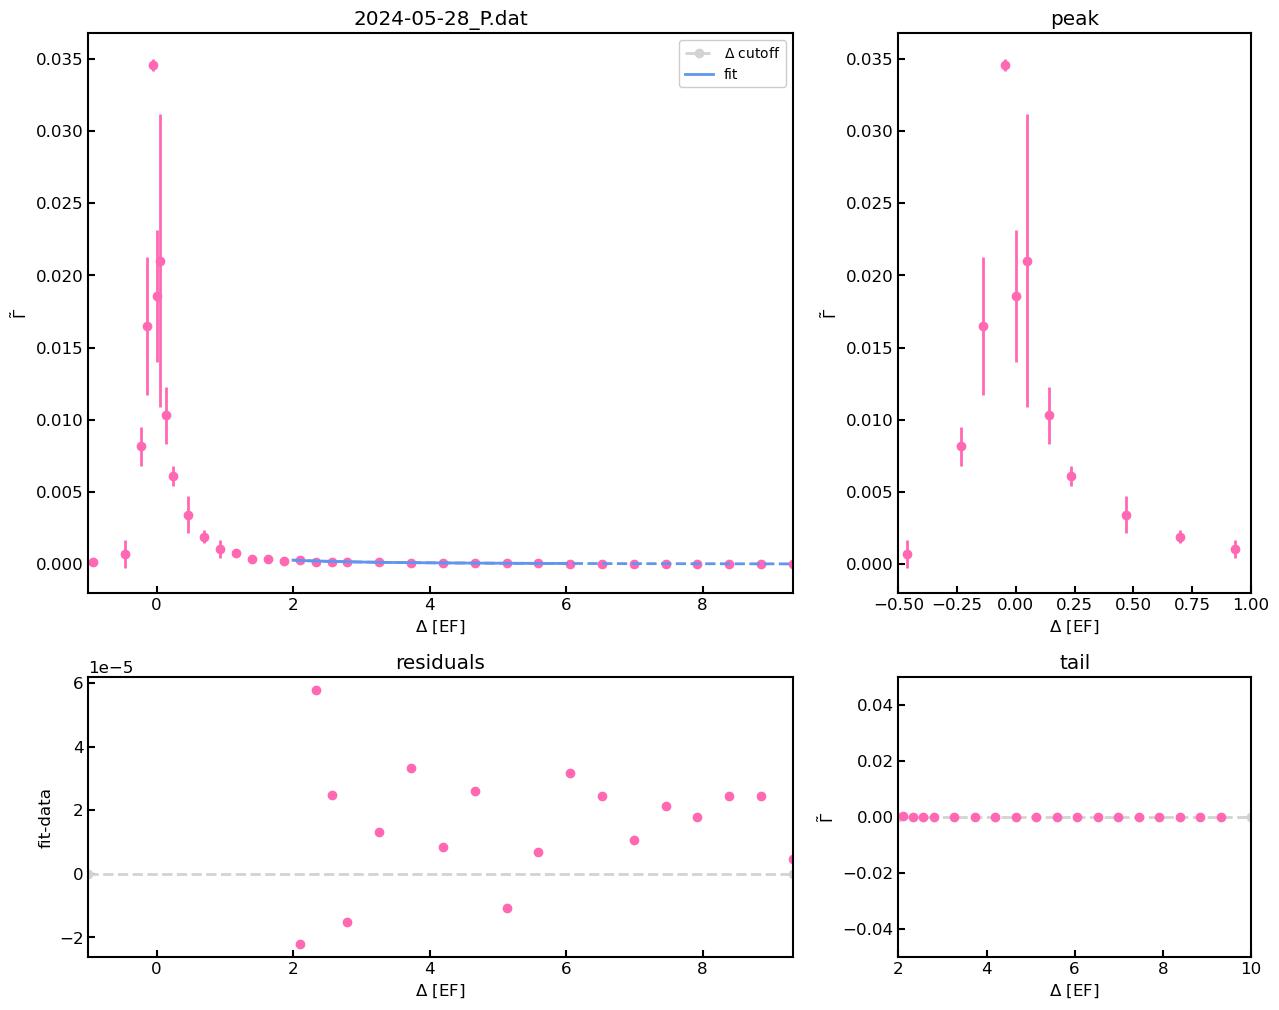 2024-05-28_P.dat
0.035
0.030
0.025
0.020
0.015
0.010
0.005
0.000
Γ̃
Δ cutoff
fit
0 2 4 6 8
Δ [EF]
peak
0.035
0.030
0.025
0.020
0.015
0.010
0.005
0.000
Γ̃
−0.50 −0.25 0.00 0.25 0.50 0.75 1.00
Δ [EF]
residuals
1e−5
6
4
2
0
−2
fit-data
0 2 4 6 8
Δ [EF]
tail
0.04
0.02
0.00
−0.02
−0.04
Γ̃
2 4 6 8 10
Δ [EF]